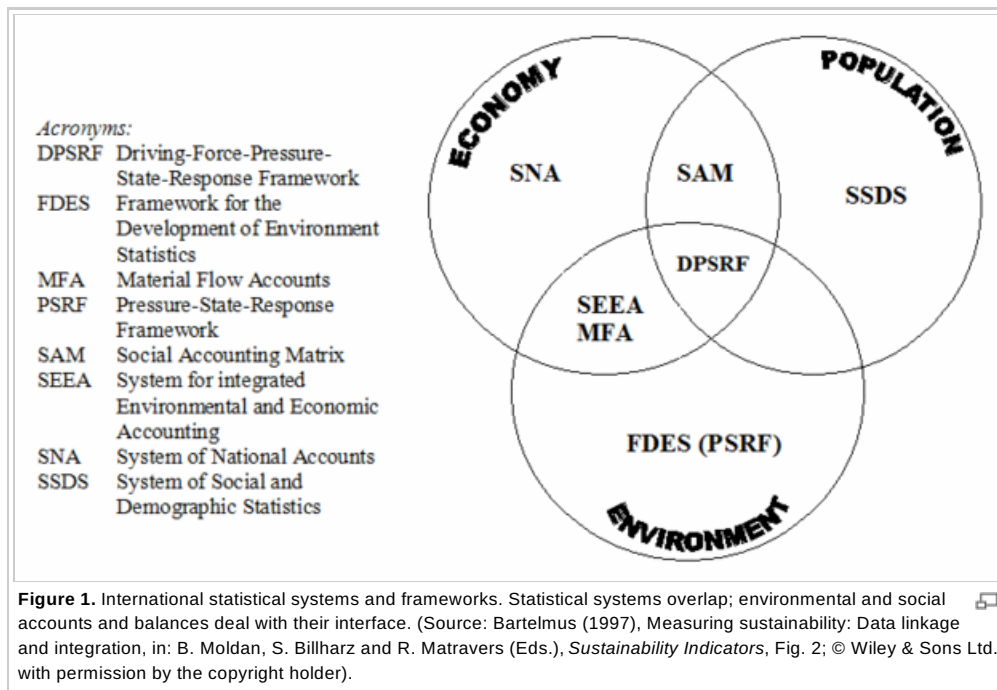 Acronyms:
DPSRF Driving-Force-Pressure-
State-Response Framework
FDES Framework for the
Development of Environment
Statistics
MFA Material Flow Accounts
PSRF Pressure-State-Response
Framework
SAM Social Accounting Matrix
SEEA System for integrated
Environmental and Economic
Accounting
SNA System of National Accounts
SSDS System of Social and
Demographic Statistics
ECONOMY
POPULATION
SNA
SAM
SSDS
DPSRF
SEEA
MFA
FDES (PSRF)
ENVIRONMENT
Figure 1. International statistical systems and frameworks. Statistical systems overlap; environmental and social
accounts and balances deal with their interface. (Source: Bartelmus (1997), Measuring sustainability: Data linkage
and integration, in: B. Moldan, S. Billharz and R. Matravers (Eds.), Sustainability Indicators, Fig. 2; © Wiley & Sons Ltd.
with permission by the copyright holder).